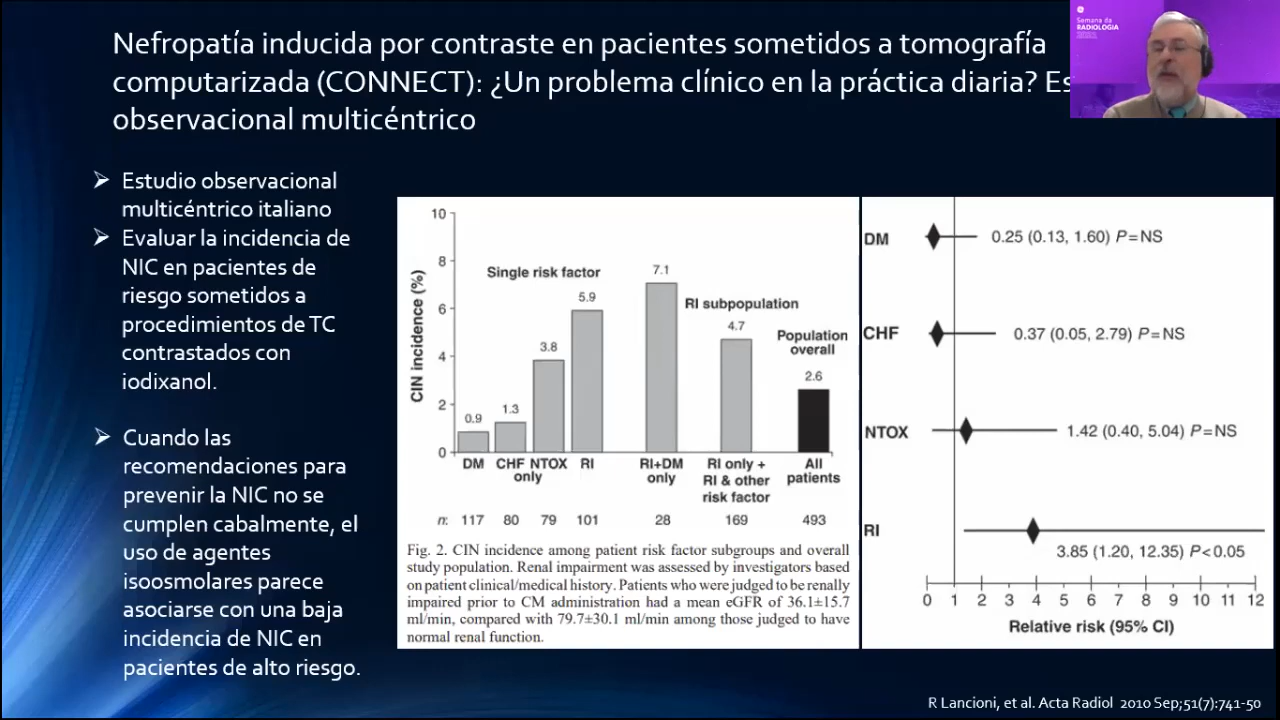 Nefropatía inducida por contraste en pacientes sometidos a tomografía
computarizada (CONNECT): ¿Un problema clínico en la práctica diaria? Es
observacional multicéntrico
Semana da
RADIOLOGIA
➢ Estudio observacional
multicéntrico italiano
➢ Evaluar la incidencia de
NIC en pacientes de
riesgo sometidos a
procedimientos de TC
contrastados con
iodixanol.
➢ Cuando las
recomendaciones para
prevenir la NIC no se
cumplen cabalmente, el
uso de agentes
isoosmolares parece
asociarse con una baja
incidencia de NIC en
pacientes de alto riesgo.
CIN incidence (%)
10
8
6
4
2
0
Single risk factor
RI subpopulation
Population
overall
0.9
1.3
3.8
5.9
7.1
4.7
2.6
DM CHF NTOX RI
only
RI+DM
only
RI only +
RI & other
risk factor
All
patients
n: 117 80 79 101 28 169 493
Fig. 2. CIN incidence among patient risk factor subgroups and overall
study population. Renal impairment was assessed by investigators based
on patient clinical/medical history. Patients who were judged to be renally
impaired prior to CM administration had a mean eGFR of 36.1±15.7
ml/min, compared with 79.7±30.1 ml/min among those judged to have
normal renal function.
DM 0.25 (0.13, 1.60) P=NS
CHF 0.37 (0.05, 2.79) P=NS
NTOX 1.42 (0.40, 5.04) P=NS
RI
3.85 (1.20, 12.35) P<0.05
0 1 2 3 4 5 6 7 8 9 10 11 12
Relative risk (95% CI)
R Lancioni, et al. Acta Radiol 2010 Sep;51(7):741-50